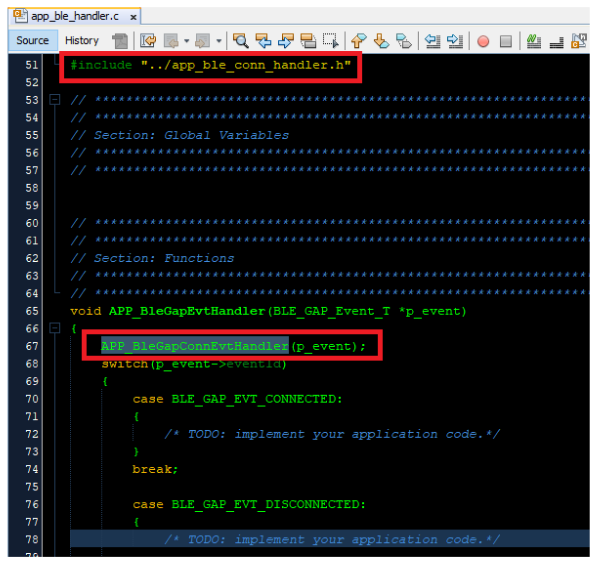 app_ble_handler.c x
Source History
51 #include "../app_ble_conn_handler.h"
52
53 // ****************************************************************
54 // ****************************************************************
55 // Section: Global Variables
56 // ****************************************************************
57 // ****************************************************************
58
59
60 // ****************************************************************
61 // ****************************************************************
62 // Section: Functions
63 // ****************************************************************
64 // ****************************************************************
65 void APP_BleGapEvtHandler(BLE_GAP_Event_T *p_event)
66 {
67 APP_BleGapConnEvtHandler(p_event);
68 switch(p_event->eventId)
69 {
70 case BLE_GAP_EVT_CONNECTED:
71 {
72 /* TODO: implement your application code.*/
73 }
74 break;
75
76 case BLE_GAP_EVT_DISCONNECTED:
77 {
78 /* TODO: implement your application code.*/
79